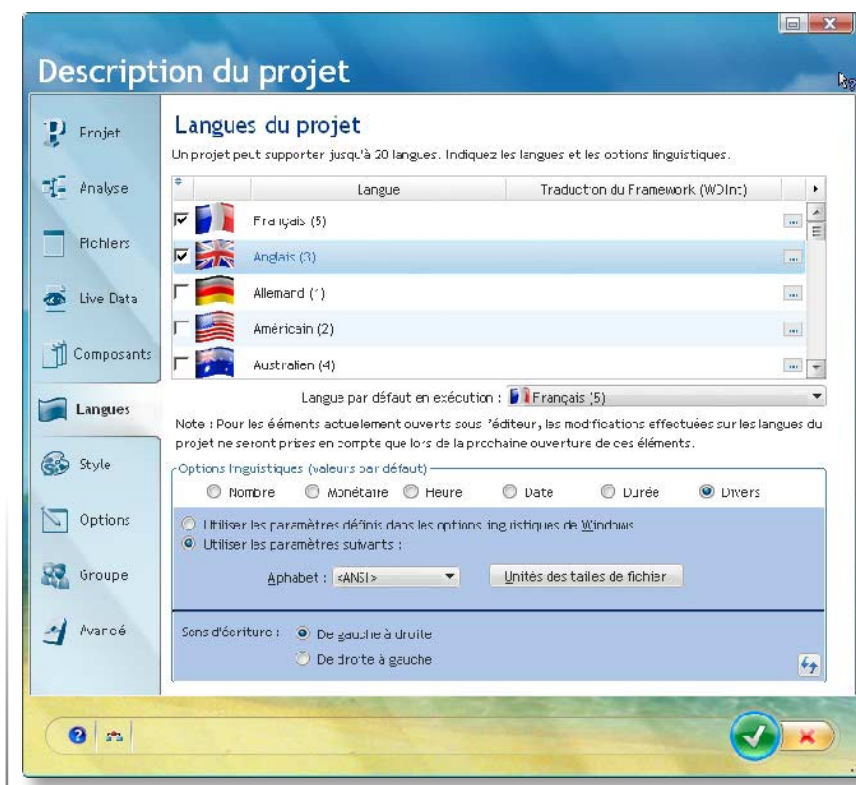 Description du projet
Projet
Analyse
Fichiers
Live Data
Composants
Langues
Style
Options
Groupe
Avancé
Langues du projet
Un projet peut supporter jusqu'à 20 langues. Indiquez les langues et les options linguistiques.
Langue Traduction du Framework (WDInt)
Français (5)
Anglais (3)
Allemand (1)
Américain (2)
Australien (4)
Langue par défaut en exécution : Français (5)
Note : Pour les éléments actuellement ouverts sous l'éditeur, les modifications effectuées sur les langues du
projet ne seront prises en compte que lors de la prochaine ouverture de ces éléments.
Options linguistiques (valeurs par défaut)
Nombre Monétaire Heure Date Durée Divers
Utiliser les paramètres définis dans les options linguistiques de Windows
Utiliser les paramètres suivants :
Alphabet : <ANSI> Unités des tailles de fichier
Sens d'écriture : De gauche à droite
De droite à gauche